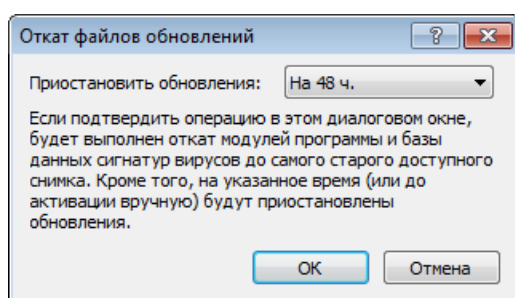 Откат файлов обновлений
?
Приостановить обновления: На 48 ч.
Если подтвердить операцию в этом диалоговом окне,
будет выполнен откат модулей программы и базы
данных сигнатур вирусов до самого старого доступного
снимка. Кроме того, на указанное время (или до
активации вручную) будут приостановлены
обновления.
ОК Отмена